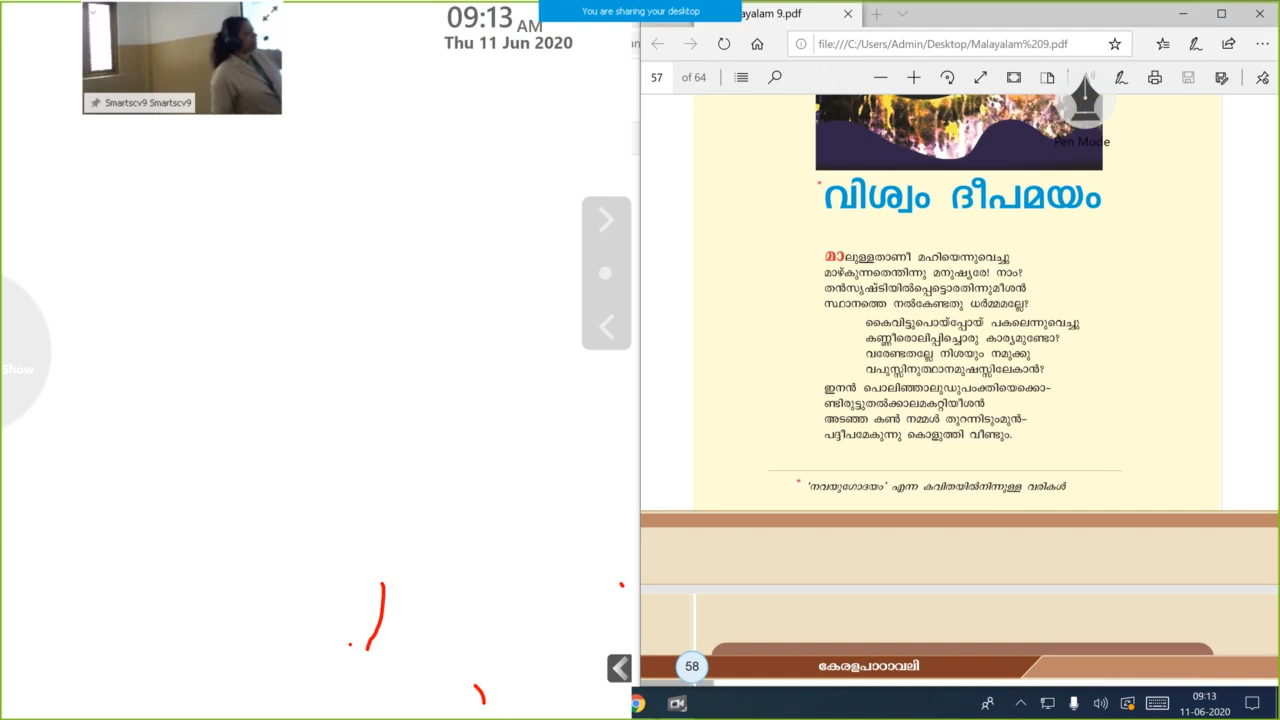 You are sharing your desktop
09:13 AM
Thu 11 Jun 2020
Smartscv9 Smartscv9
Show
ayalam 9.pdf
file:///C:/Users/Admin/Desktop/Malayalam%209.pdf
57 of 64
Pen Mode
* വിശ്വം ദീപമയം
മാലുള്ളതാണീ മഹിയെന്നുവെച്ചു
മാഴ്കുന്നതെന്തിന്നു മനുഷ്യരേ! നാം?
തൻസൃഷ്ടിയിൽപ്പെട്ടൊരതിന്നുമീശൻ
സ്ഥാനത്തെ നൽകേണ്ടതു ധർമ്മമല്ലേ?
കൈവിട്ടുപൊയ്പ്പോയ് പകലെന്നുവെച്ചു
കണ്ണീരൊലിപ്പിച്ചൊരു കാര്യമുണ്ടോ?
വരേണ്ടതല്ലേ നിശയും നമുക്കു
വപുസ്സിനുത്ഥാനമുഷസ്സിലേകാൻ?
ഇനൻ പൊലിഞ്ഞാലുഡുപംക്തിയെക്കൊ-
ണ്ടിരുട്ടുതൽക്കാലമകറ്റിയീശൻ
അടഞ്ഞ കൺ നമ്മൾ തുറന്നിടുംമുൻ-
പദ്ദീപമേകുന്നു കൊളുത്തി വീണ്ടും.
* 'നവയുഗോദയം' എന്ന കവിതയിൽനിന്നുള്ള വരികൾ
58
കേരളപാഠാവലി
09:13
11-06-2020